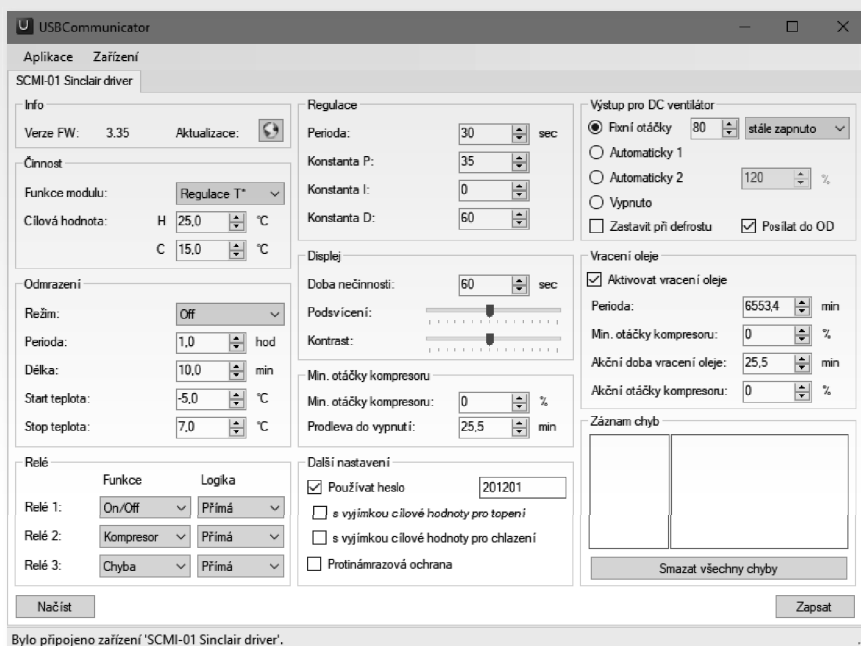 USBCommunicator
Aplikace Zařízení
SCMI-01 Sinclair driver
Info
Verze FW: 3.35 Aktualizace:
Činnost
Funkce modulu: Regulace T°
Cílová hodnota: H 25,0 °C
C 15,0 °C
Odmrazení
Režim: Off
Perioda: 1,0 hod
Délka: 10,0 min
Start teplota: -5,0 °C
Stop teplota: 7,0 °C
Relé
Funkce Logika
Relé 1: On/Off Přímá
Relé 2: Kompresor Přímá
Relé 3: Chyba Přímá
Regulace
Perioda: 30 sec
Konstanta P: 35
Konstanta I: 0
Konstanta D: 60
Displej
Doba nečinnosti: 60 sec
Podsvícení:
Kontrast:
Min. otáčky kompresoru
Min. otáčky kompresoru: 0 %
Prodleva do vypnutí: 25,5 min
Další nastavení
Používat heslo 201201
s vyjímkou cílové hodnoty pro topení
s vyjímkou cílové hodnoty pro chlazení
Protinámrazová ochrana
Výstup pro DC ventilátor
Fixní otáčky 80 stále zapnuto
Automaticky 1
Automaticky 2 120 %
Vypnuto
Zastavit při defrostu Posílat do OD
Vracení oleje
Aktivovat vracení oleje
Perioda: 6553,4 min
Min. otáčky kompresoru: 0 %
Akční doba vracení oleje: 25,5 min
Akční otáčky kompresoru: 0 %
Záznam chyb
Smazat všechny chyby
Načíst Zapsat
Bylo připojeno zařízení 'SCMI-01 Sinclair driver'.